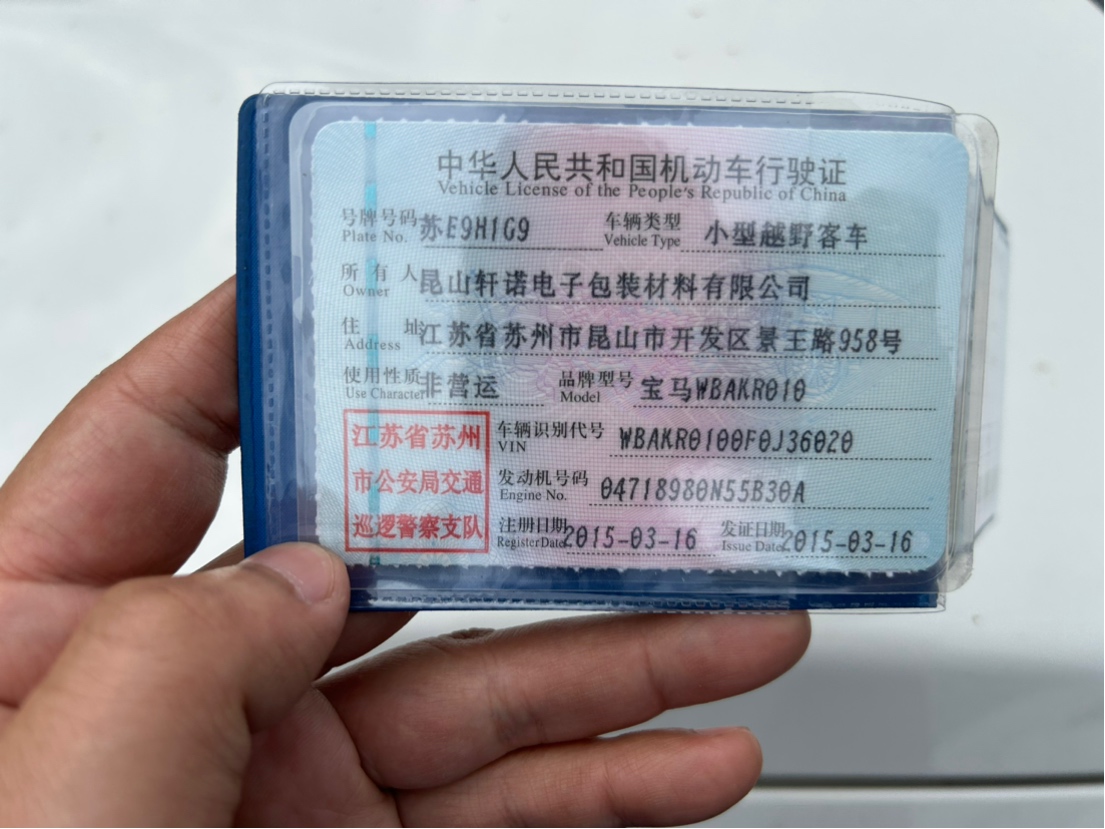 中华人民共和国机动车行驶证
Vehicle License of the People's Republic of China
号牌号码 苏E9H1G9 车辆类型 小型越野客车
Plate No. Vehicle Type
所有人 昆山轩诺电子包装材料有限公司
Owner
住址 江苏省苏州市昆山市开发区景王路958号
Address
使用性质 非营运 品牌型号 宝马WBAKR010
Use Character Model
江苏省苏州
市公安局交通
巡逻警察支队
车辆识别代号 WBAKR0100F0J36020
VIN
发动机号码 04718980N55B30A
Engine No.
注册日期 2015-03-16 发证日期 2015-03-16
Register Date Issue Date